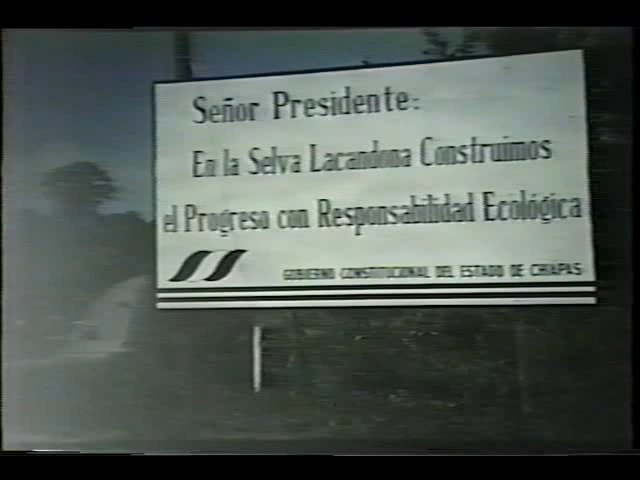 Señor Presidente:
En la Selva Lacandona Construimos
el Progreso con Responsabilidad Ecológica
GOBIERNO CONSTITUCIONAL DEL ESTADO DE CHIAPAS